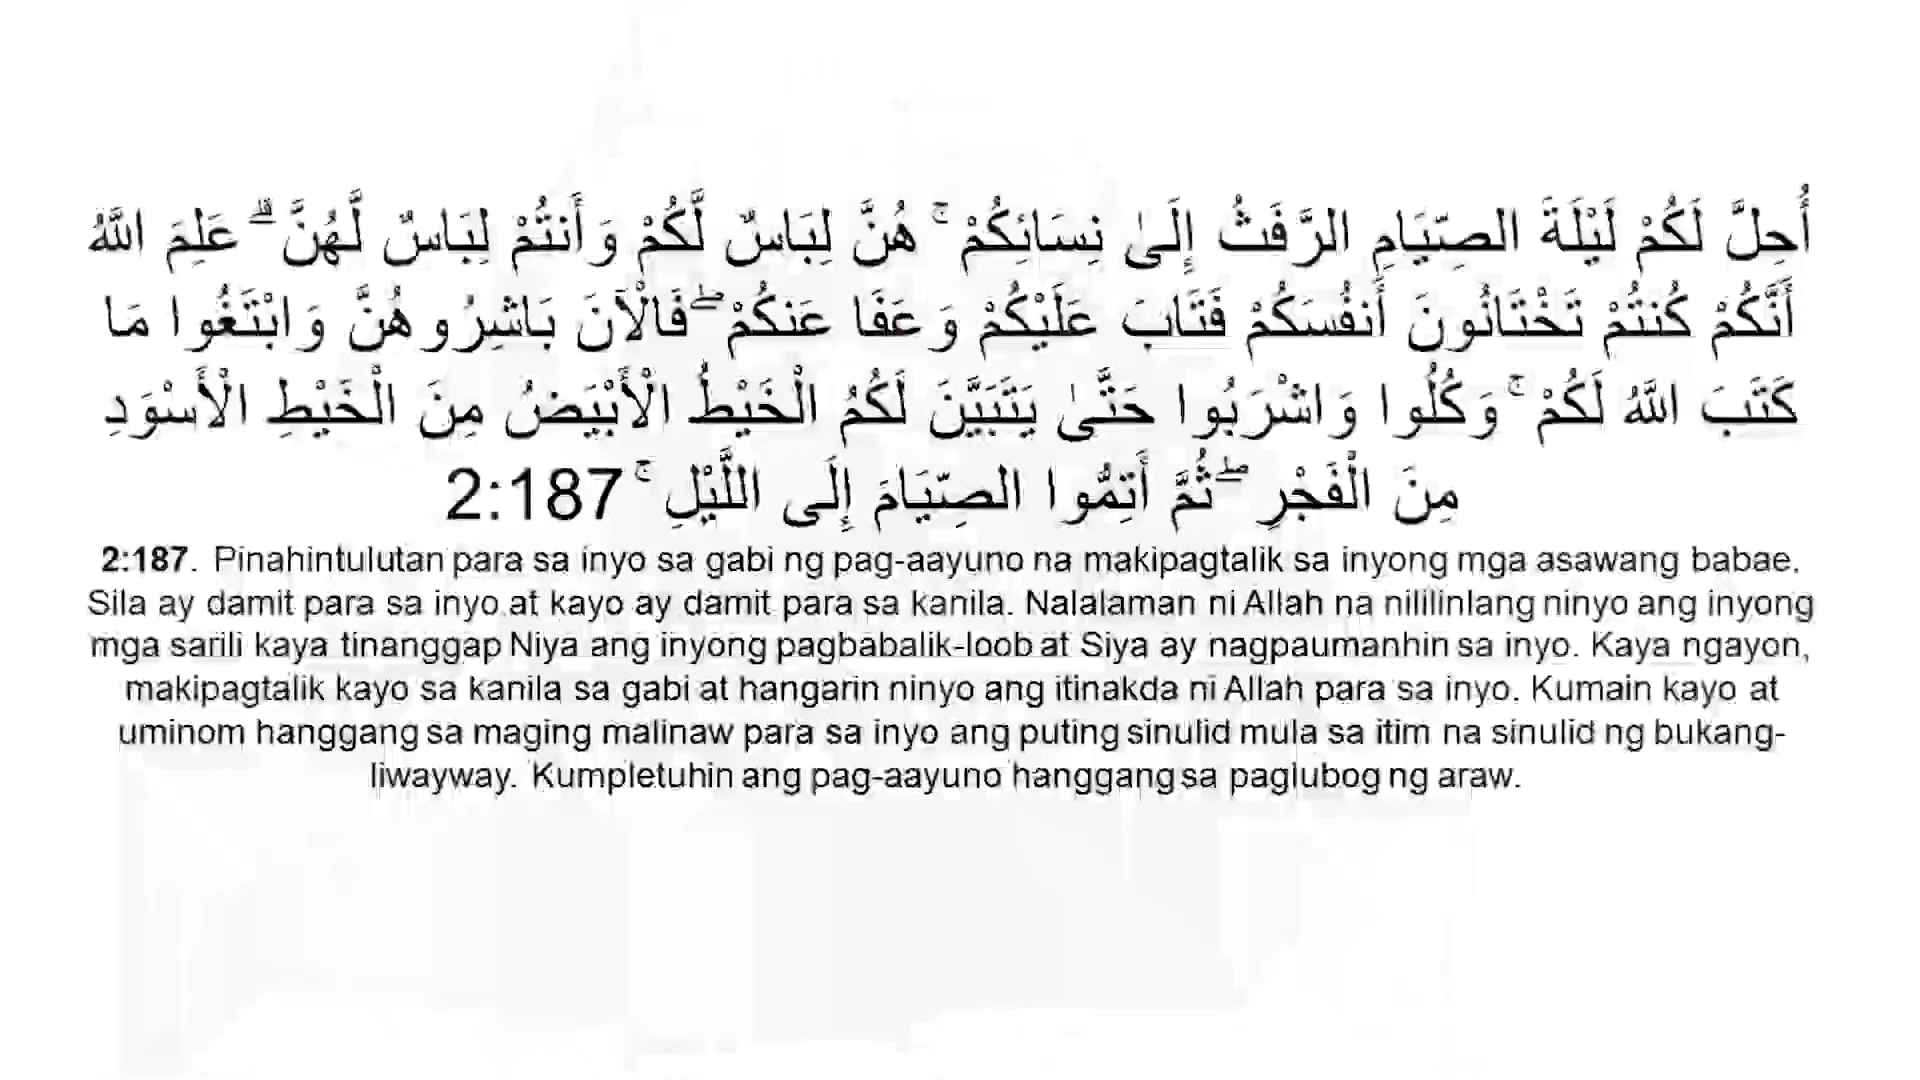 أُحِلَّ لَكُمْ لَيْلَةَ الصِّيَامِ الرَّفَثُ إِلَىٰ نِسَائِكُمْ ۚ هُنَّ لِبَاسٌ لَّكُمْ وَأَنتُمْ لِبَاسٌ لَّهُنَّ ۗ عَلِمَ اللَّهُ
أَنَّكُمْ كُنتُمْ تَخْتَانُونَ أَنفُسَكُمْ فَتَابَ عَلَيْكُمْ وَعَفَا عَنكُمْ ۖ فَالْآنَ بَاشِرُوهُنَّ وَابْتَغُوا مَا
كَتَبَ اللَّهُ لَكُمْ ۚ وَكُلُوا وَاشْرَبُوا حَتَّىٰ يَتَبَيَّنَ لَكُمُ الْخَيْطُ الْأَبْيَضُ مِنَ الْخَيْطِ الْأَسْوَدِ
مِنَ الْفَجْرِ ۖ ثُمَّ أَتِمُّوا الصِّيَامَ إِلَى اللَّيْلِ ۚ 2:187
2:187. Pinahintulutan para sa inyo sa gabi ng pag-aayuno na makipagtalik sa inyong mga asawang babae.
Sila ay damit para sa inyo at kayo ay damit para sa kanila. Nalalaman ni Allah na nililinlang ninyo ang inyong
mga sarili kaya tinanggap Niya ang inyong pagbabalik-loob at Siya ay nagpaumanhin sa inyo. Kaya ngayon,
makipagtalik kayo sa kanila sa gabi at hangarin ninyo ang itinakda ni Allah para sa inyo. Kumain kayo at
uminom hanggang sa maging malinaw para sa inyo ang puting sinulid mula sa itim na sinulid ng bukang-
liwayway. Kumpletuhin ang pag-aayuno hanggang sa paglubog ng araw.